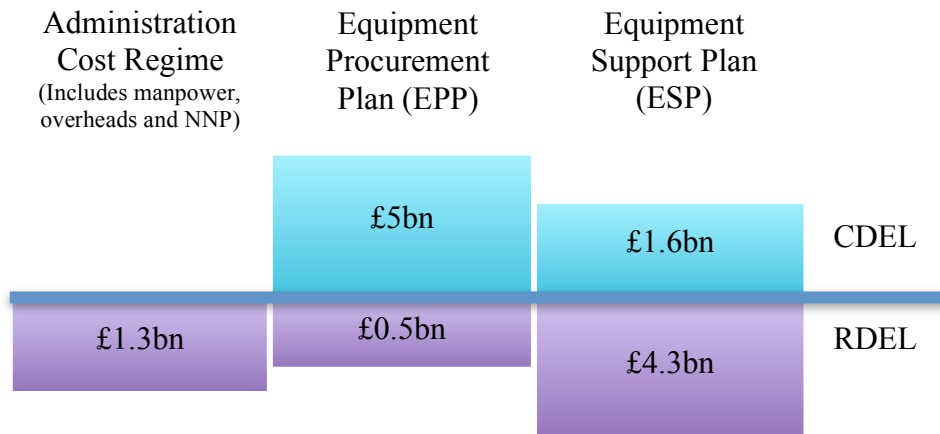 Administration
Cost Regime
(Includes manpower,
overheads and NNP)
Equipment
Procurement
Plan (EPP)
Equipment
Support Plan
(ESP)
£5bn
£1.6bn
CDEL
£1.3bn
£0.5bn
£4.3bn
RDEL